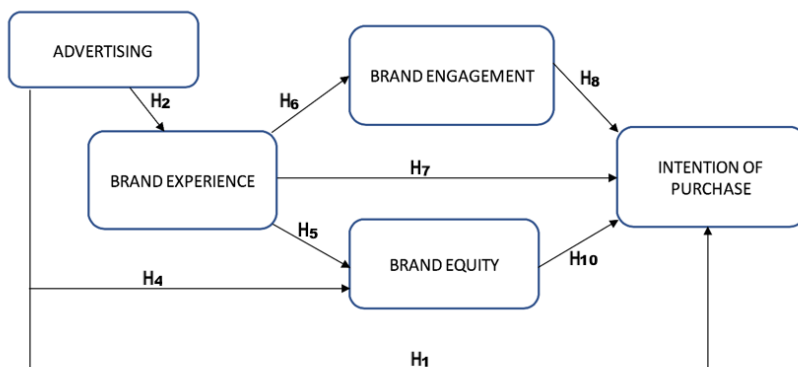 ADVERTISING
BRAND ENGAGEMENT
H8
H2
H6
BRAND EXPERIENCE
H7
INTENTION OF
PURCHASE
H5
BRAND EQUITY
H10
H4
H1